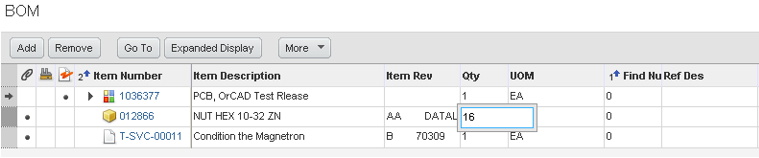 BOM
Add Remove Go To Expanded Display More
2 Item Number Item Description Item Rev Qty UOM 1 Find Nu Ref Des
1036377 PCB, OrCAD Test Rlease 1 EA 0
012866 NUT HEX 10-32 ZN AA DATAL 16 0
T-SVC-00011 Condition the Magnetron B 70309 1 EA 0